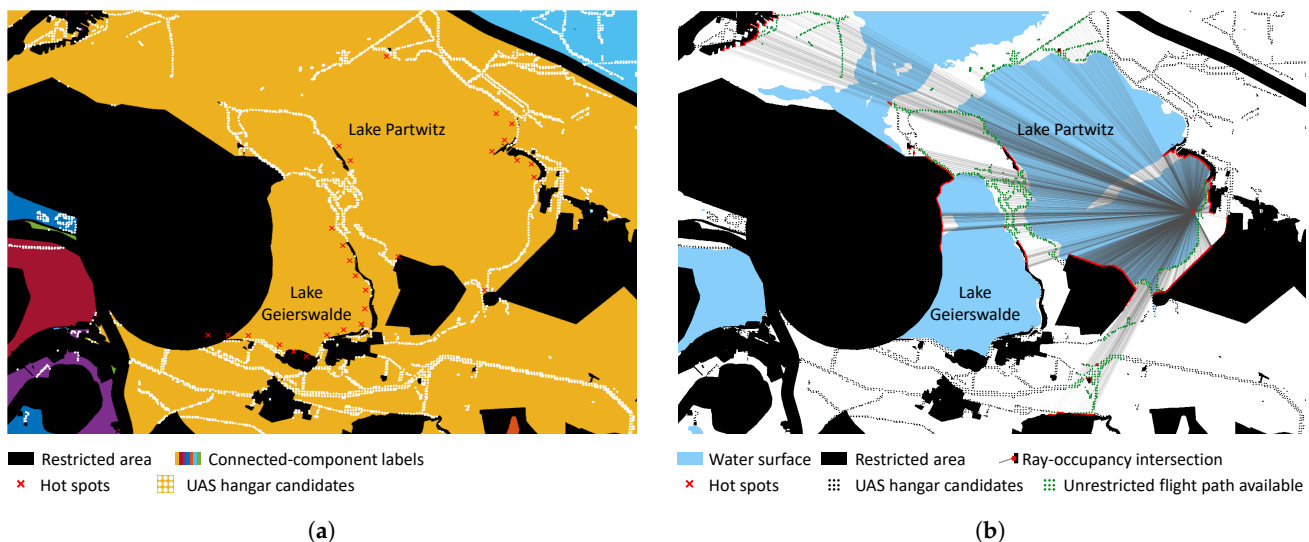 Lake Partwitz
Lake
Geierswalde
Restricted area
Connected-component labels
Hot spots
UAS hangar candidates
(a)
Lake Partwitz
Lake
Geierswalde
Water surface
Restricted area
Ray-occupancy intersection
Hot spots
UAS hangar candidates
Unrestricted flight path available
(b)